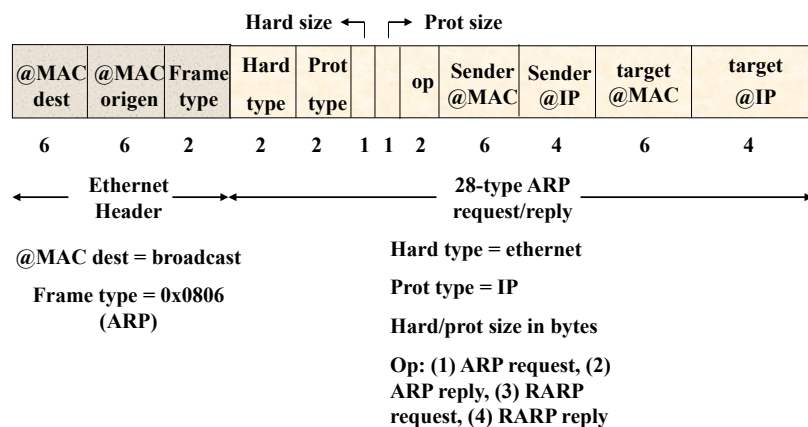 Hard size Prot size
@MAC dest @MAC origen Frame type Hard type Prot type op Sender @MAC Sender @IP target @MAC target @IP
6 6 2 2 2 1 1 2 6 4 6 4
Ethernet
Header
28-type ARP
request/reply
@MAC dest = broadcast
Frame type = 0x0806
(ARP)
Hard type = ethernet
Prot type = IP
Hard/prot size in bytes
Op: (1) ARP request, (2)
ARP reply, (3) RARP
request, (4) RARP reply